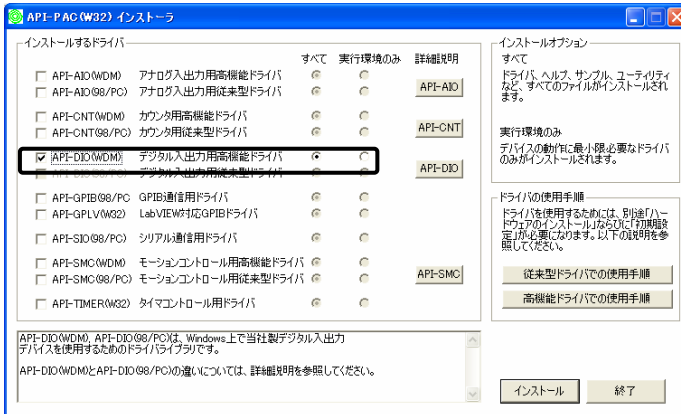 API-PAC(W32) インストーラ
インストールするドライバ
すべて 実行環境のみ 詳細説明
API-AIO(WDM) アナログ入出力用高機能ドライバ
API-AIO(98/PC) アナログ入出力用従来型ドライバ
API-AIO
API-CNT(WDM) カウンタ用高機能ドライバ
API-CNT(98/PC) カウンタ用従来型ドライバ
API-CNT
API-DIO(WDM) デジタル入出力用高機能ドライバ
API-DIO(98/PC) デジタル入出力用従来型ドライバ
API-DIO
API-GPIB(98/PC) GPIB通信用ドライバ
API-GPLV(W32) LabVIEW対応GPIBドライバ
API-SIO(98/PC) シリアル通信用ドライバ
API-SMC(WDM) モーションコントロール用高機能ドライバ
API-SMC(98/PC) モーションコントロール用従来型ドライバ
API-SMC
API-TIMER(W32) タイマコントロール用ドライバ
インストールオプション
すべて
ドライバ、ヘルプ、サンプル、ユーティリティ
など、すべてのファイルがインストールされ
ます。
実行環境のみ
デバイスの動作に最小限必要なドライバ
のみがインストールされます。
ドライバの使用手順
ドライバを使用するためには、別途「ハー
ドウェアのインストール」ならびに「初期設
定」が必要になります。以下の説明を参
照してください。
従来型ドライバでの使用手順
高機能ドライバでの使用手順
API-DIO(WDM), API-DIO(98/PC)は、Windows上で当社製デジタル入出力
デバイスを使用するためのドライバライブラリです。
API-DIO(WDM)とAPI-DIO(98/PC)の違いについては、詳細説明を参照してください。
インストール 終了